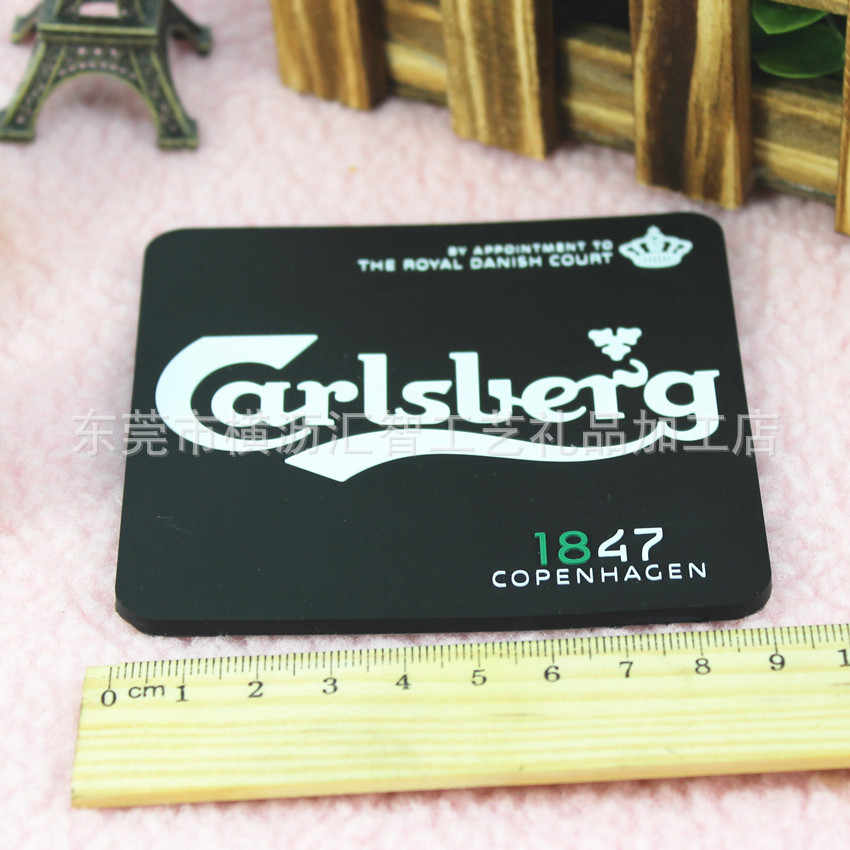 BY APPOINTMENT TO
THE ROYAL DANISH COURT
Carlsberg
东莞市横沥汇智工艺礼品加工店
1847
COPENHAGEN
0 cm 1 2 3 4 5 6 7 8 9